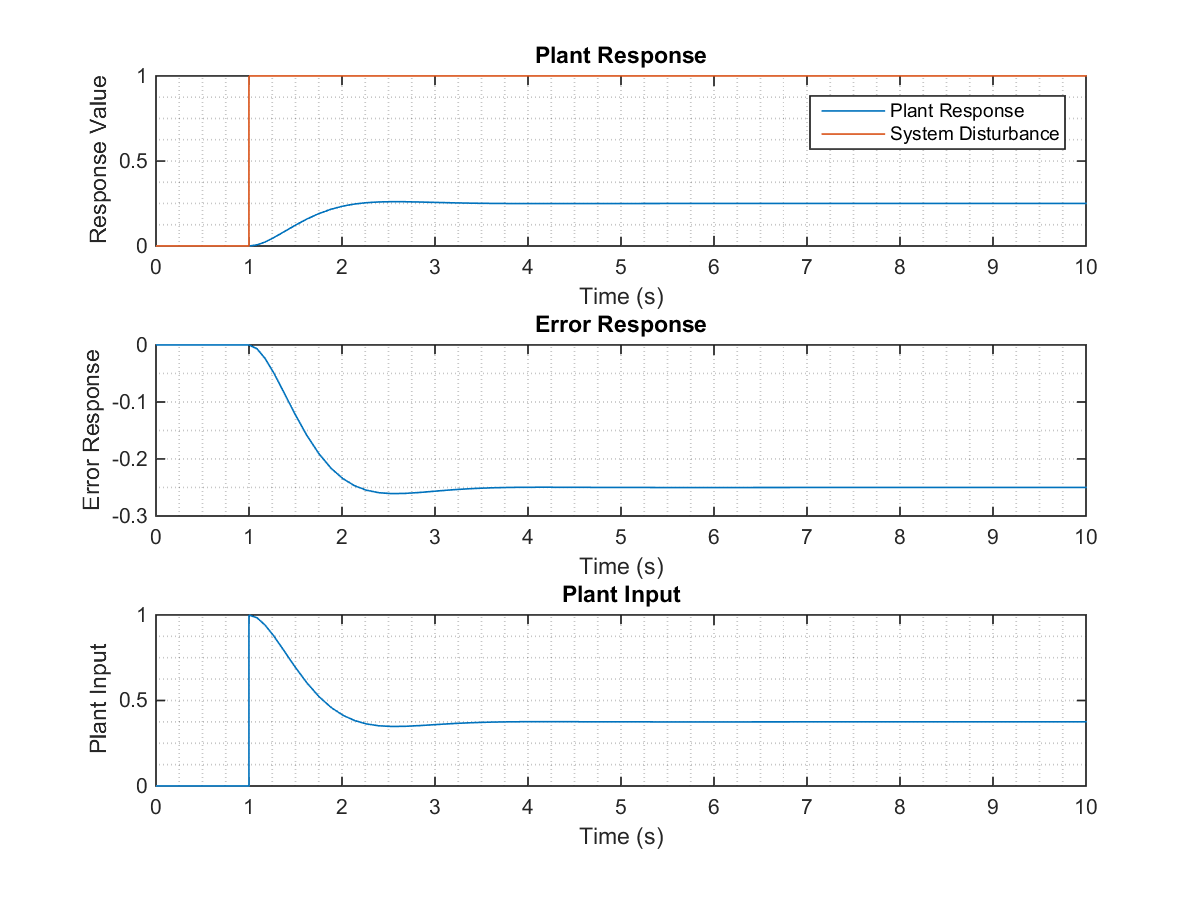 Plant Response
Response Value
1
0.5
0
Plant Response
System Disturbance
0 1 2 3 4 5 6 7 8 9 10
Time (s)
Error Response
Error Response
0
-0.1
-0.2
-0.3
0 1 2 3 4 5 6 7 8 9 10
Time (s)
Plant Input
Plant Input
1
0.5
0
0 1 2 3 4 5 6 7 8 9 10
Time (s)